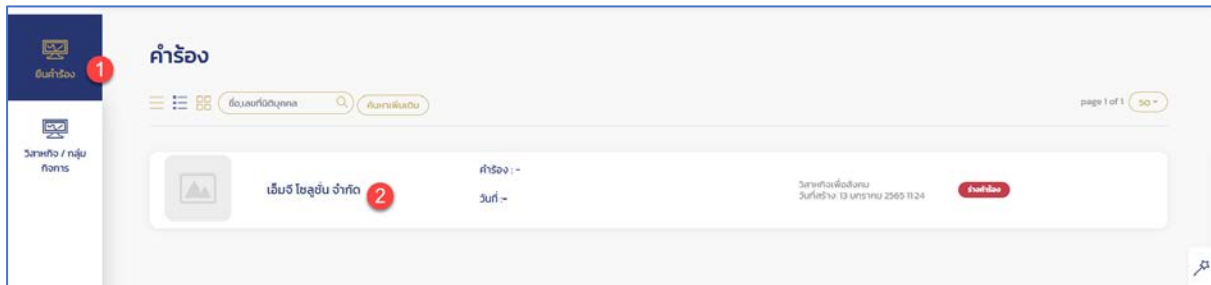 ยื่นคำร้อง
1
วิสาหกิจ / กลุ่ม
กิจการ
คำร้อง
ชื่อ,เลขที่นิติบุคคล
ค้นหาเพิ่มเติม
page 1 of 1
50
เอ็มจี โซลูชั่น จำกัด
2
คำร้อง : -
วันที่ :-
วิสาหกิจเพื่อสังคม
วันที่สร้าง: 13 มกราคม 2565 11:24
ร่างคำร้อง